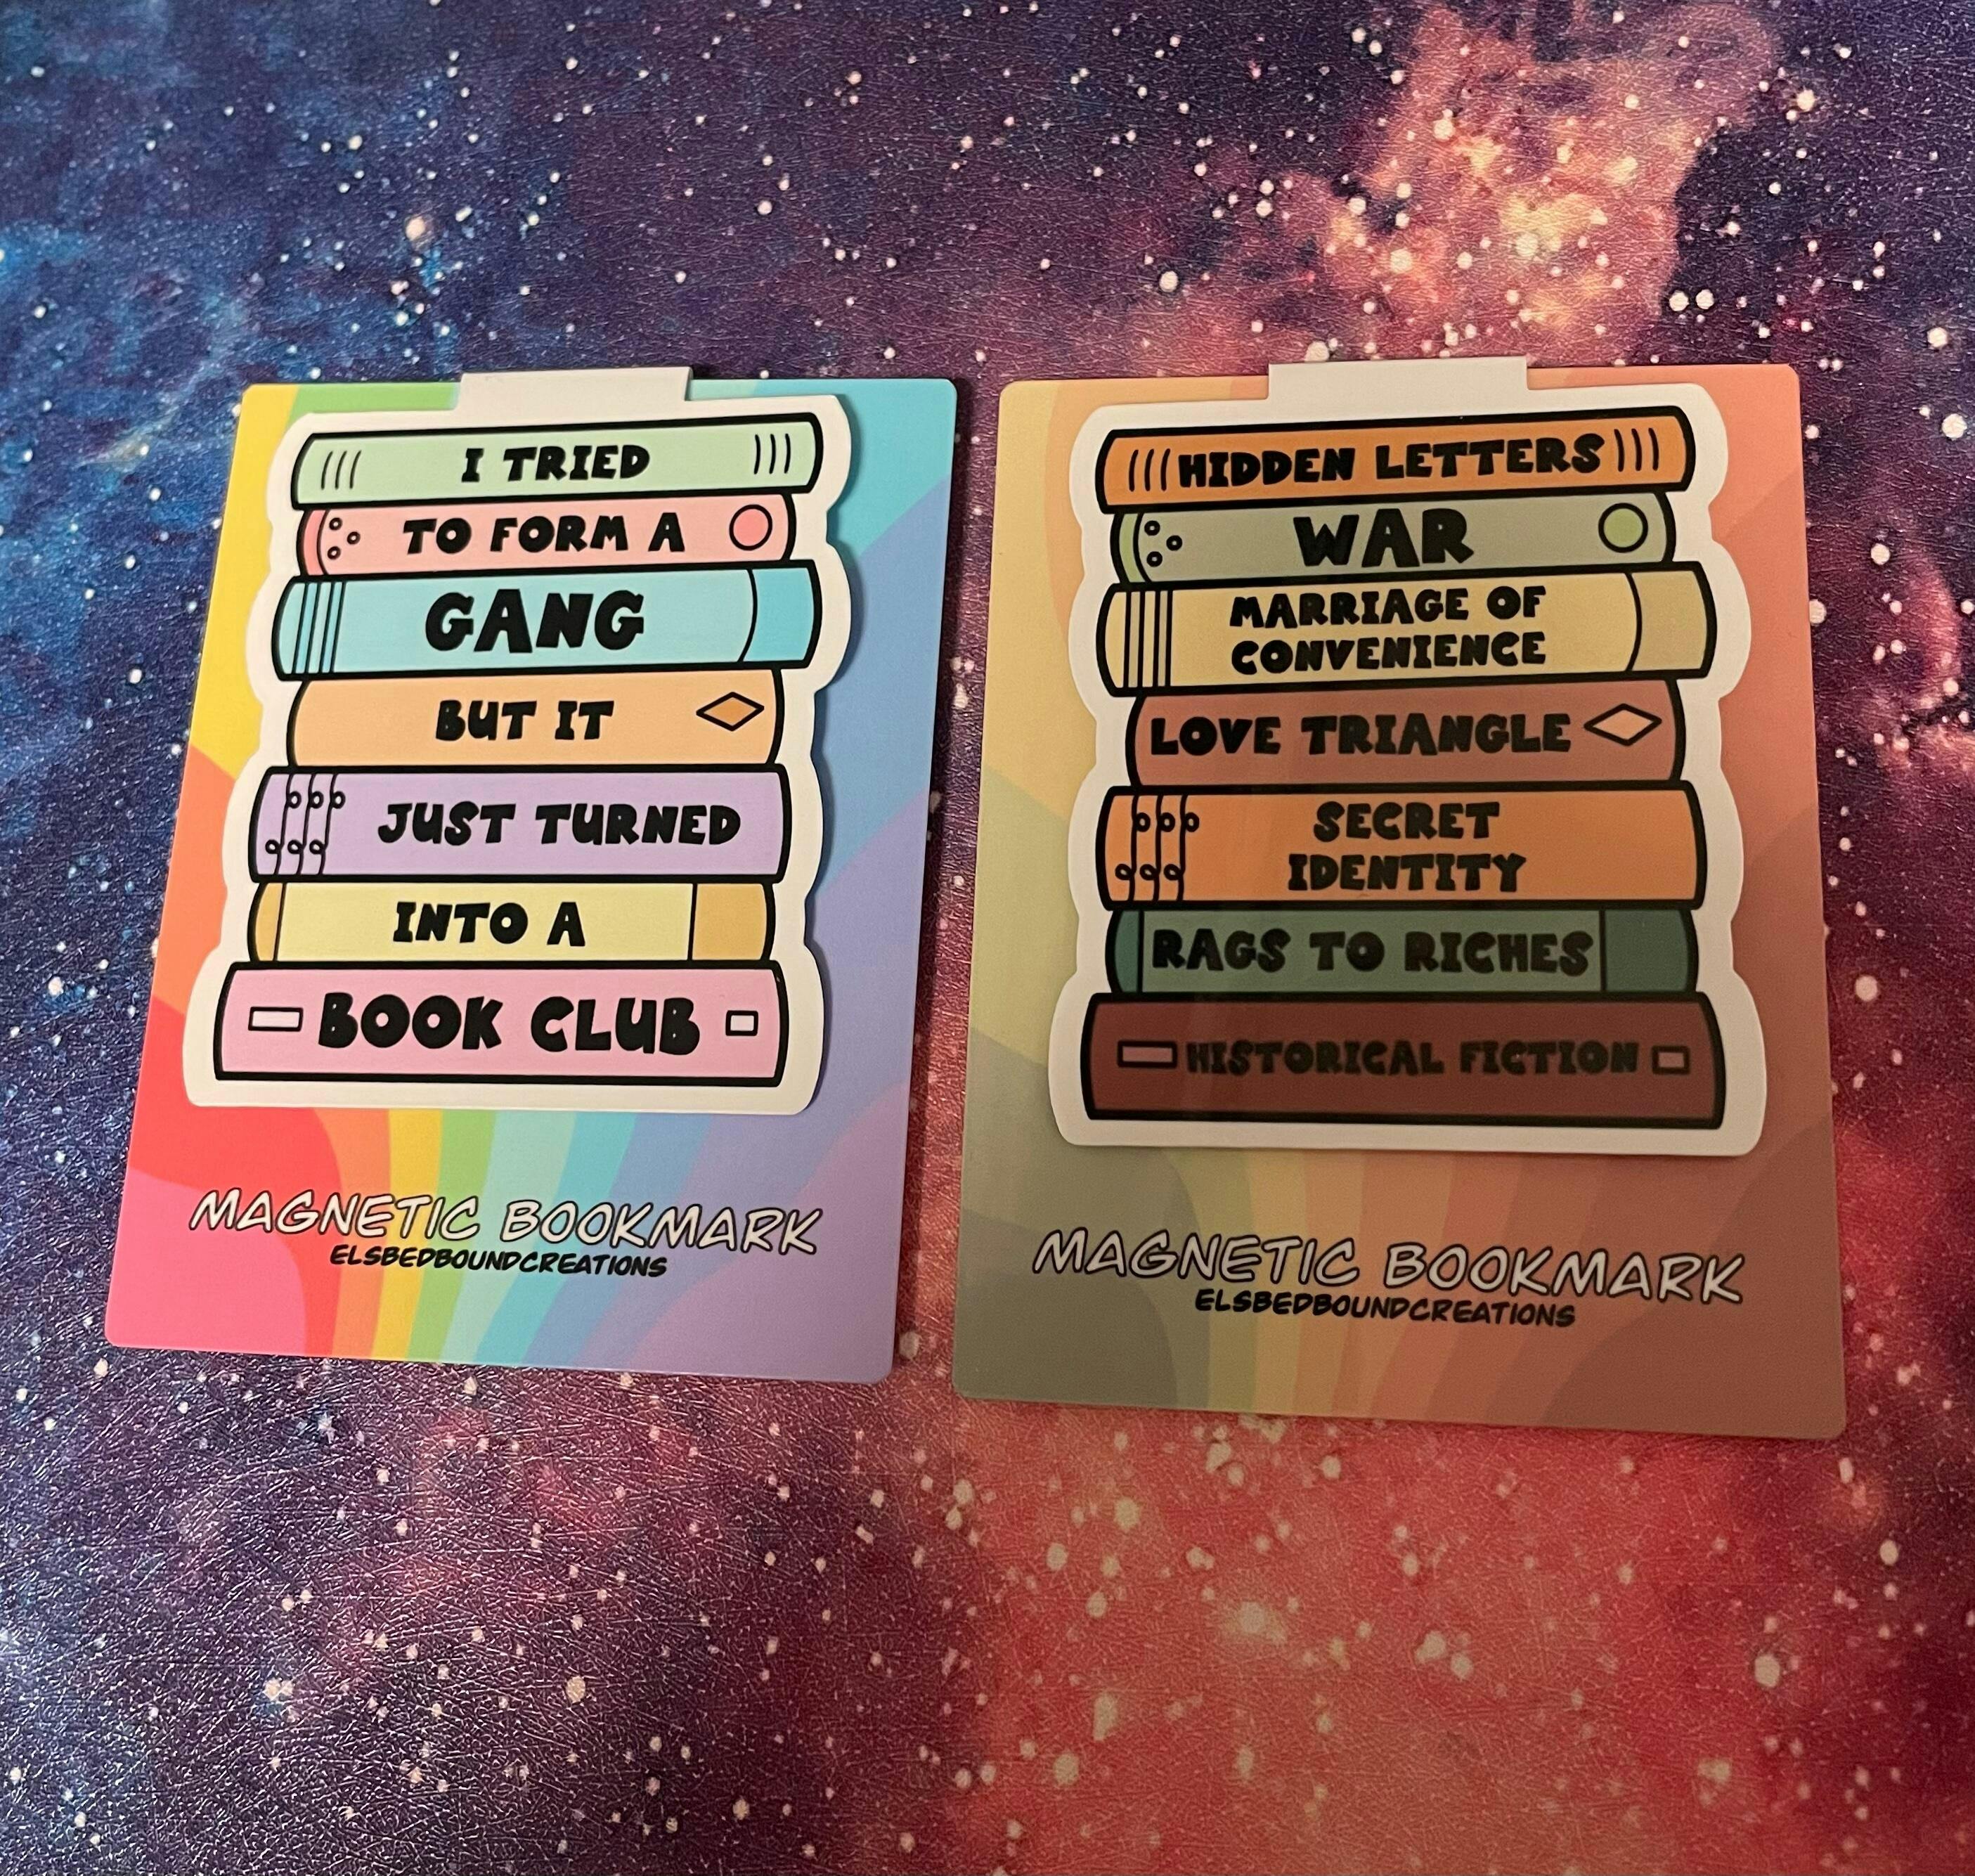 I TRIED
TO FORM A
GANG
BUT IT
JUST TURNED
INTO A
BOOK CLUB
MAGNETIC BOOKMARK
ELSBEDBOUNDCREATIONS
HIDDEN LETTERS
WAR
MARRIAGE OF
CONVENIENCE
LOVE TRIANGLE
SECRET
IDENTITY
RAGS TO RICHES
HISTORICAL FICTION
MAGNETIC BOOKMARK
ELSBEDBOUNDCREATIONS